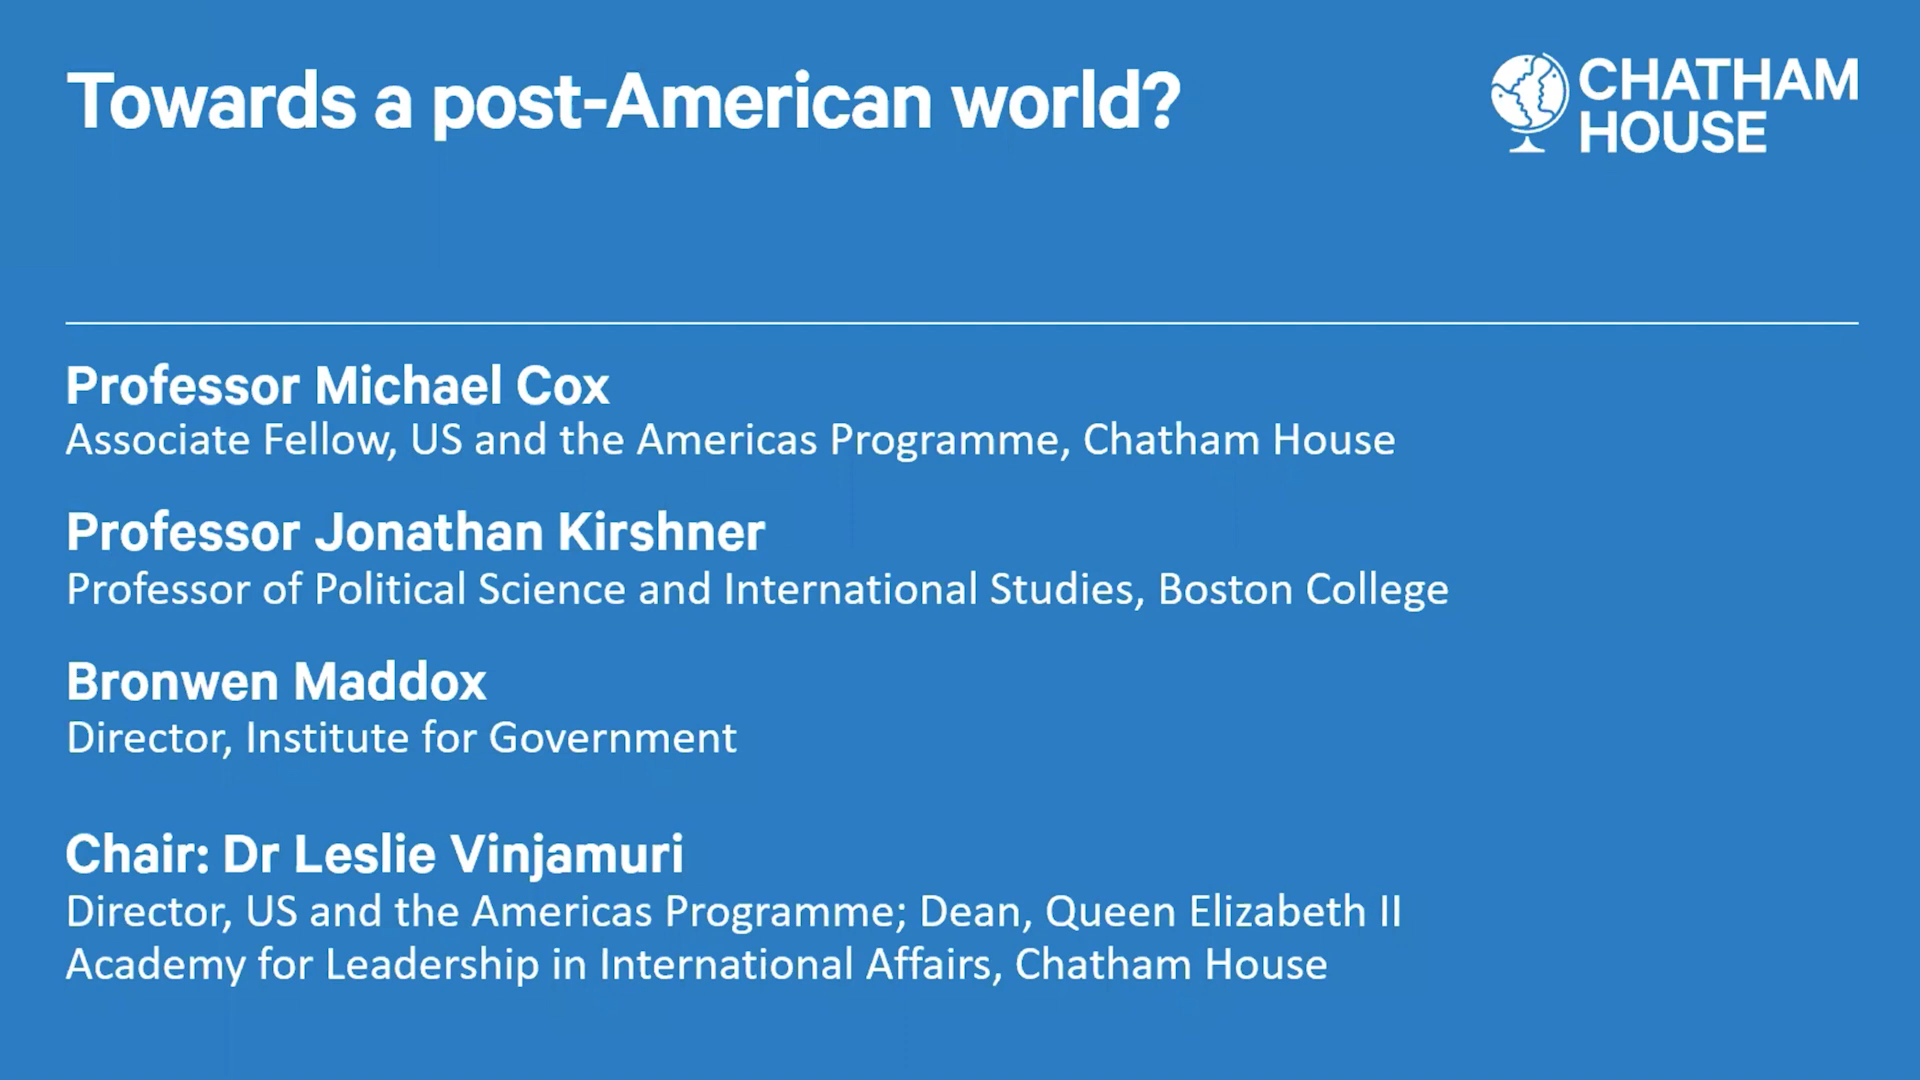 Towards a post-American world?
CHATHAM
HOUSE
Professor Michael Cox
Associate Fellow, US and the Americas Programme, Chatham House
Professor Jonathan Kirshner
Professor of Political Science and International Studies, Boston College
Bronwen Maddox
Director, Institute for Government
Chair: Dr Leslie Vinjamuri
Director, US and the Americas Programme; Dean, Queen Elizabeth II
Academy for Leadership in International Affairs, Chatham House